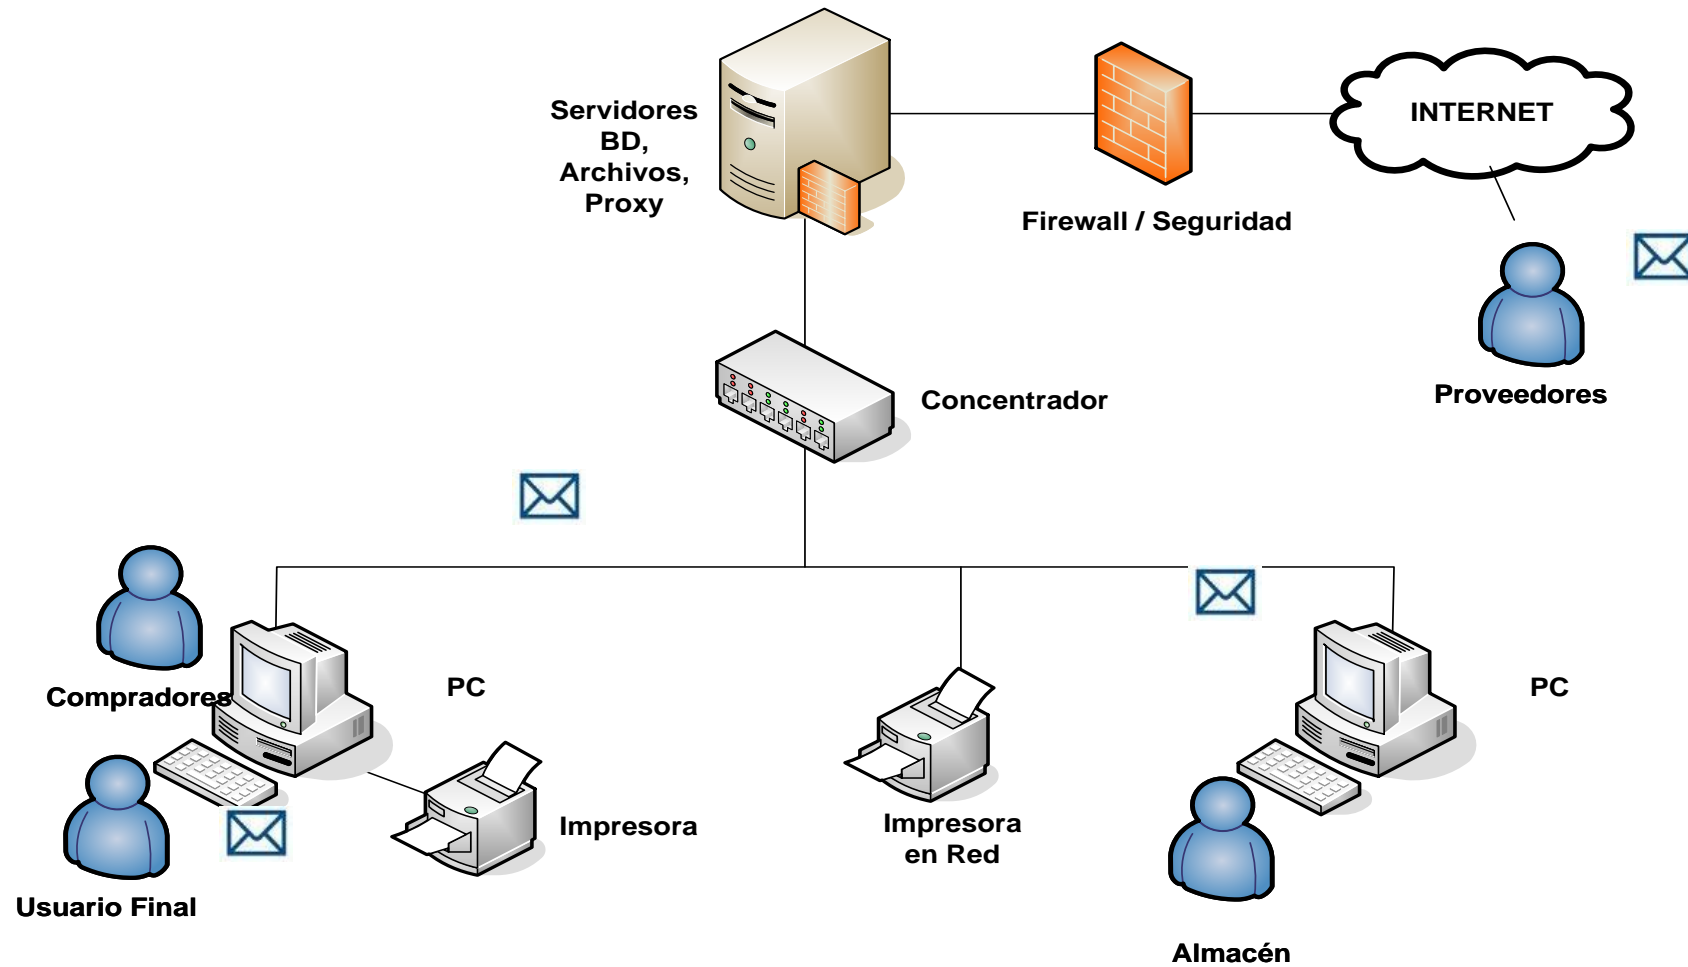 Servidores
BD,
Archivos,
Proxy
INTERNET
Firewall / Seguridad
Proveedores
Concentrador
Compradores
PC
PC
Impresora
Impresora
en Red
Usuario Final
Almacén